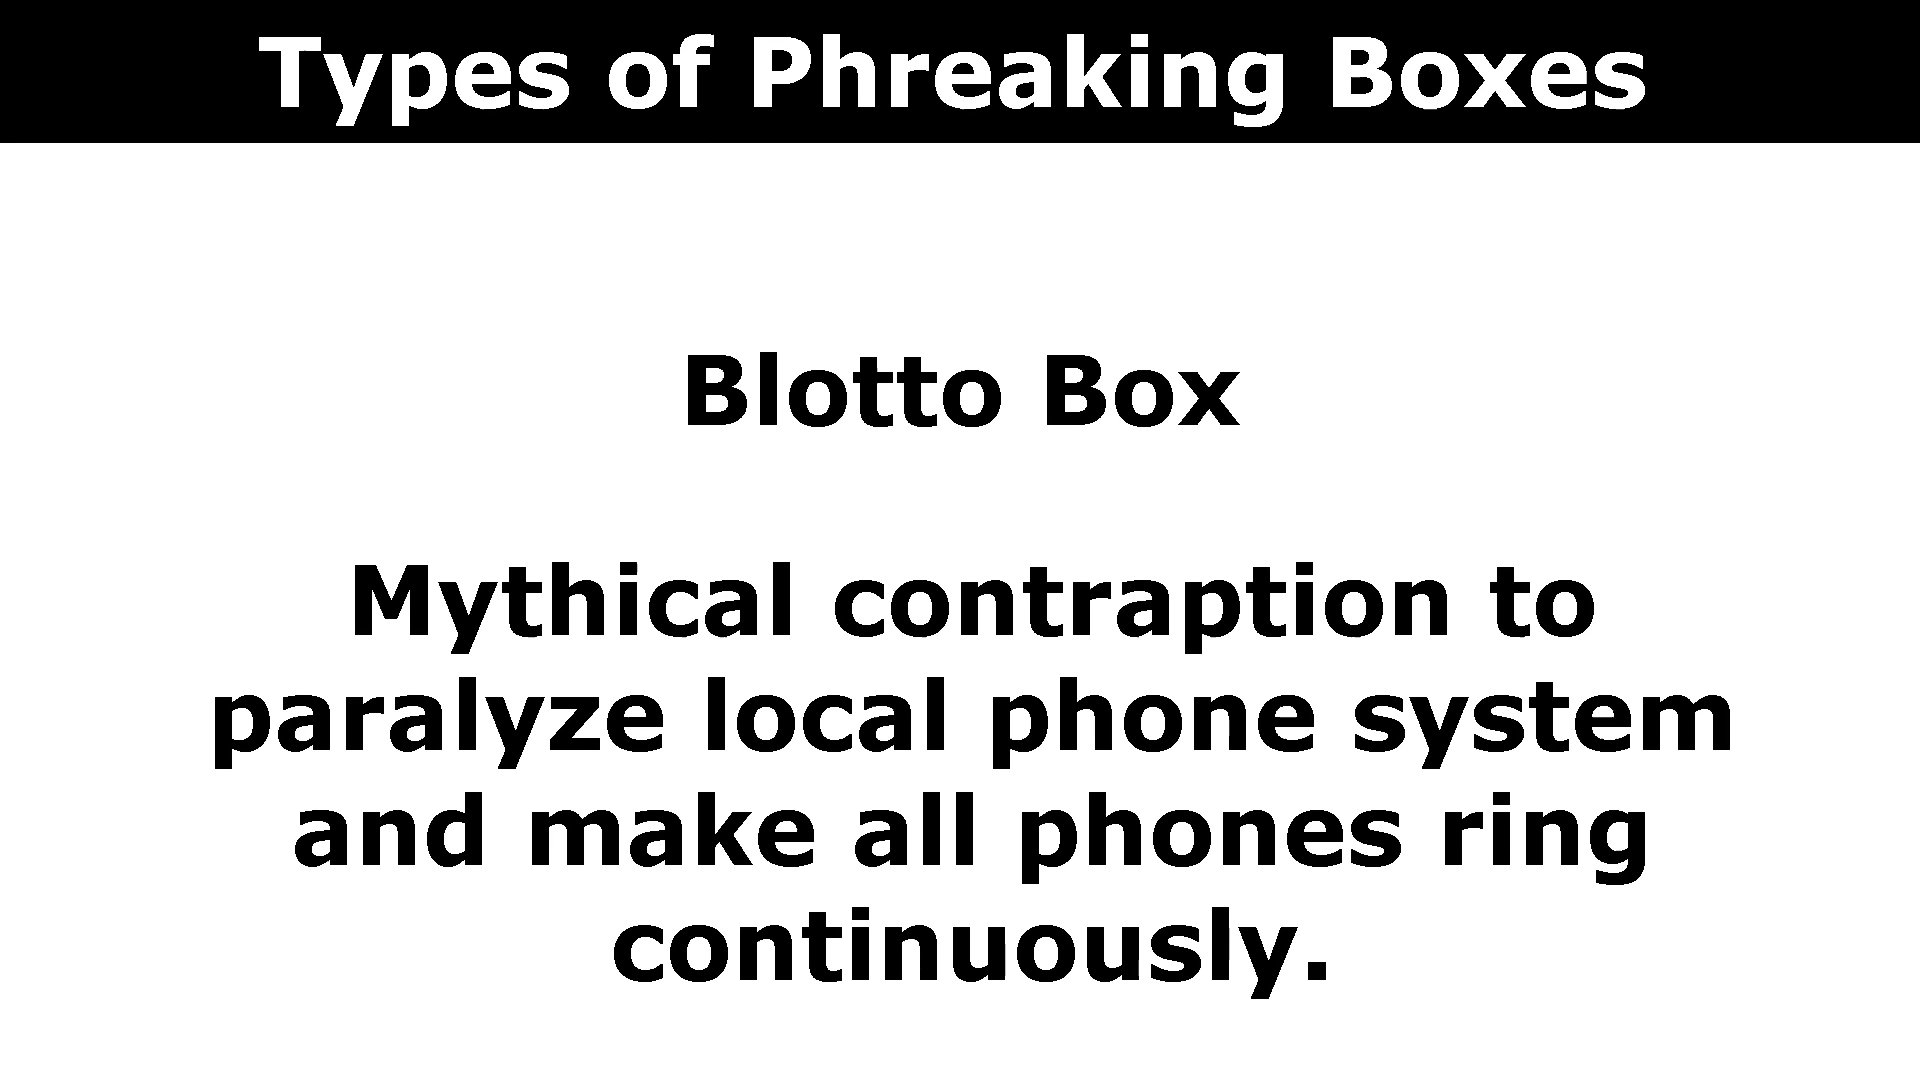 Types of Phreaking Boxes
Blotto Box
Mythical contraption to
paralyze local phone system
and make all phones ring
continuously.